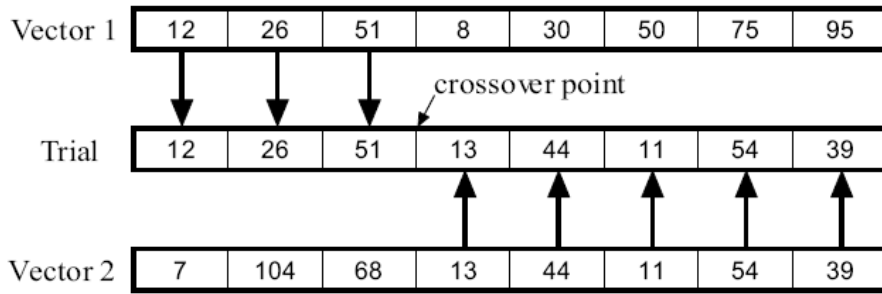 Vector 1 12 26 51 8 30 50 75 95
crossover point
Trial 12 26 51 13 44 11 54 39
Vector 2 7 104 68 13 44 11 54 39